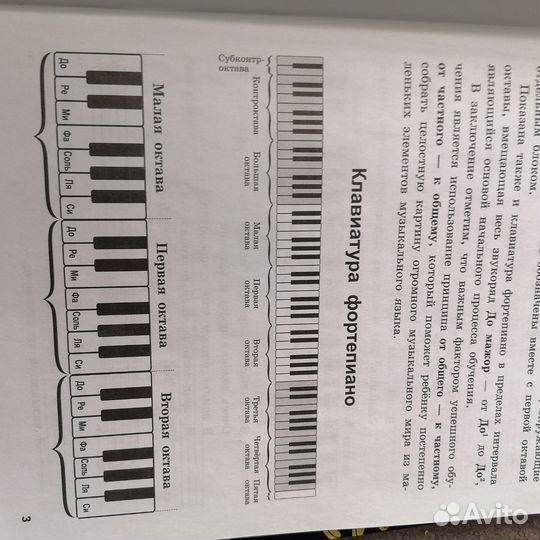 отдельным блоком.
обозначены вместе с первой октавой
Показана также и клавиатура фортепиано в пределах интервала
октавы, вмещающая весь звукоряд До мажор — от До¹ до До²,
являющийся основой начального процесса обучения.
В заключение отметим, что важным фактором успешного обу-
чения является использование принципа от общего — к частному,
от частного — к общему, который поможет ребёнку постепенно
собрать целостную картину огромного музыкального мира из ма-
леньких элементов музыкального языка.
Клавиатура фортепиано
Субконтр-
октава
Контроктава
Большая
октава
Малая
октава
Первая
октава
Вторая
октава
Третья
октава
Четвёртая
октава
Пятая
октава
Малая октава
Первая октава
Вторая октава
До Ре Ми Фа Соль Ля Си До Ре Ми Фа Соль Ля Си До Ре Ми Фа Соль Ля Си
3
Avito